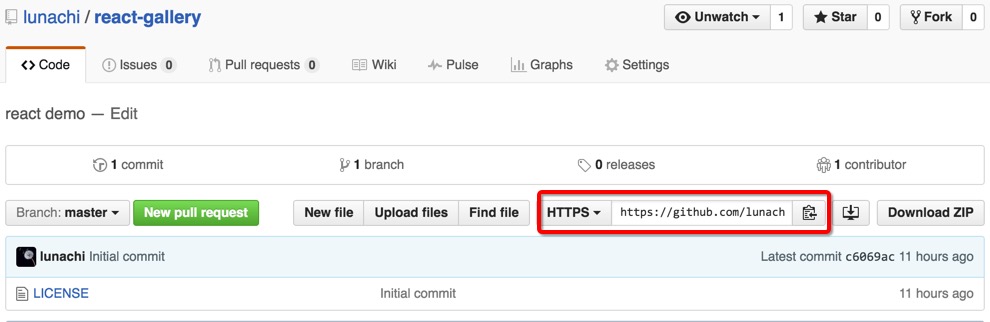 lunachi / react-gallery Unwatch 1 Star 0 Fork 0
Code Issues 0 Pull requests 0 Wiki Pulse Graphs Settings
react demo — Edit
1 commit 1 branch 0 releases 1 contributor
Branch: master New pull request New file Upload files Find file HTTPS https://github.com/lunach Download ZIP
lunachi Initial commit Latest commit c6069ac 11 hours ago
LICENSE Initial commit 11 hours ago